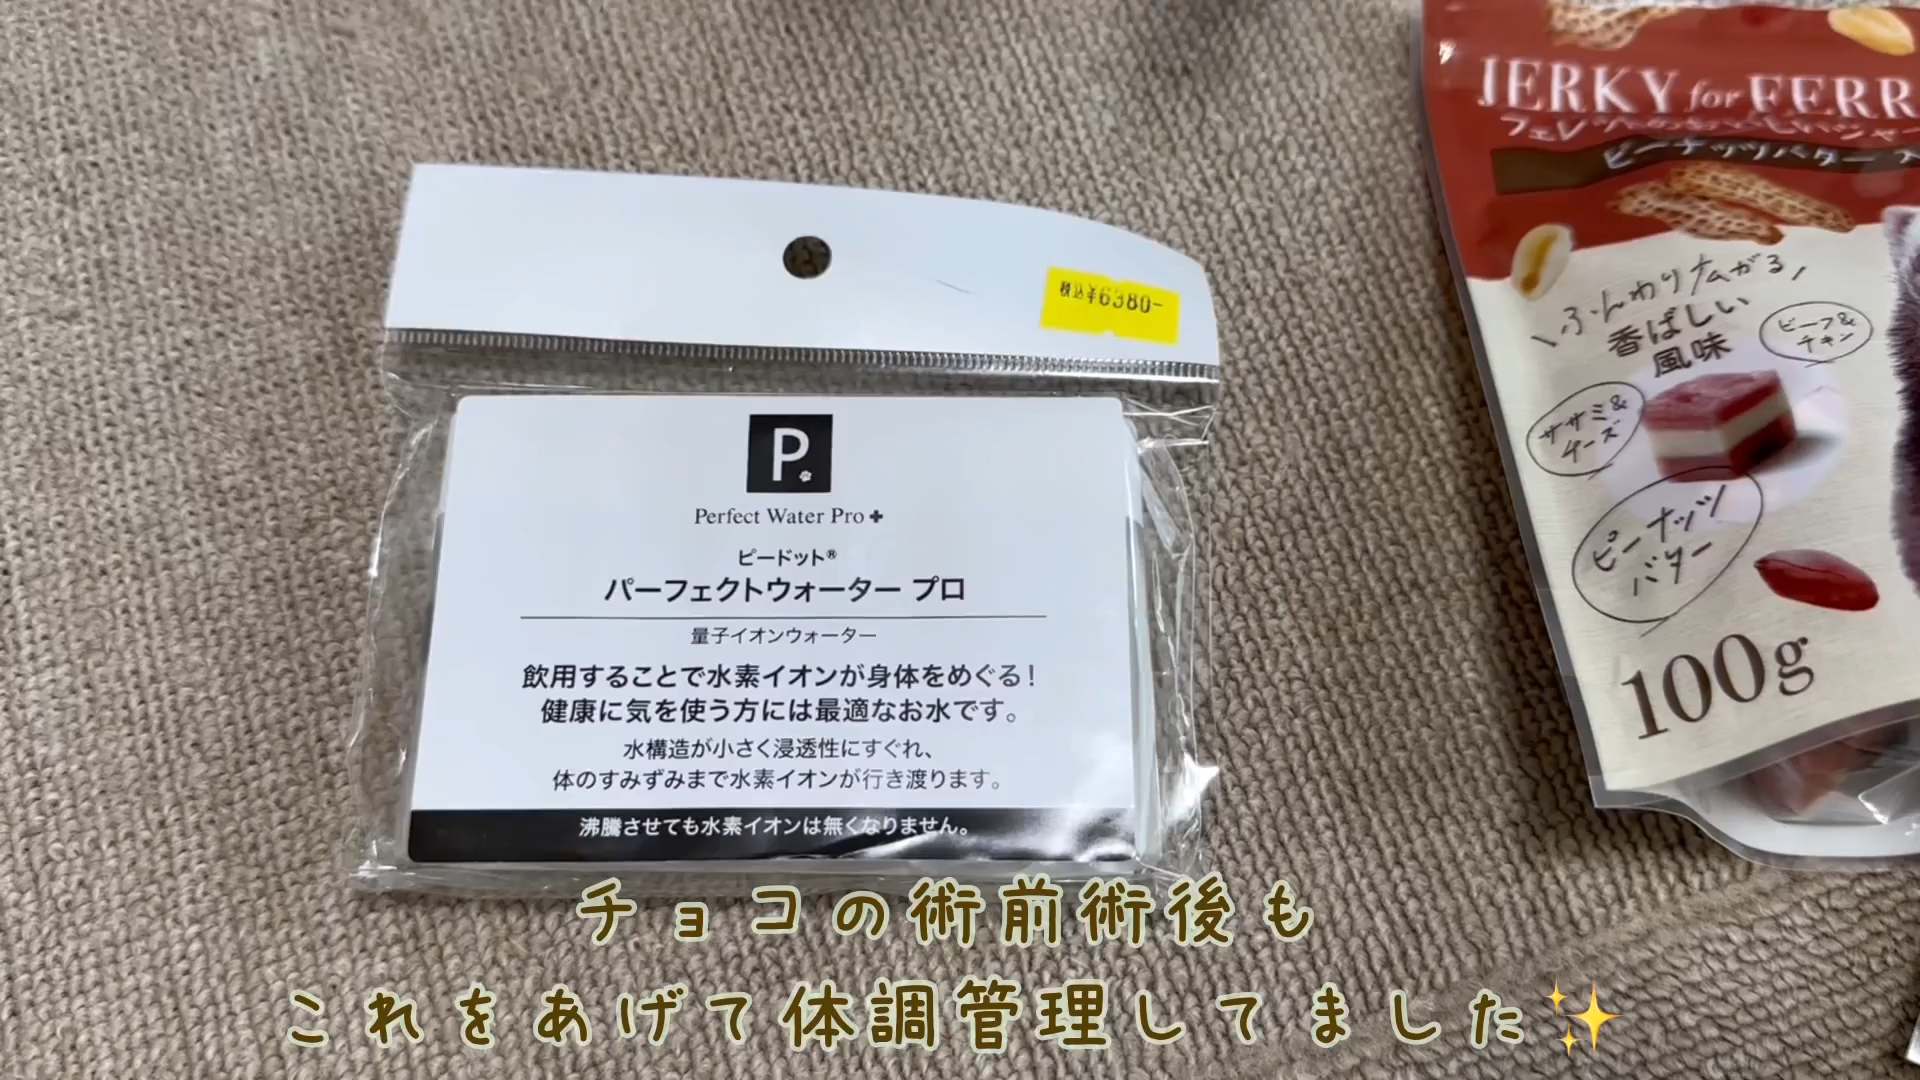 税込¥6380-
P.
Perfect Water Pro+
ピードット®
パーフェクトウォーター プロ
量子イオンウォーター
飲用することで水素イオンが身体をめぐる!
健康に気を使う方には最適なお水です。
水構造が小さく浸透性にすぐれ、
体のすみずみまで水素イオンが行き渡ります。
沸騰させても水素イオンは無くなりません。
JERKY for FERR
ピーナッツバター
ふんわり広がる
香ばしい
風味
ビーフ&
チキン
ササミ&
チーズ
ピーナッツ
バター
100g
チョコの術前術後も
これをあげて体調管理してました✨